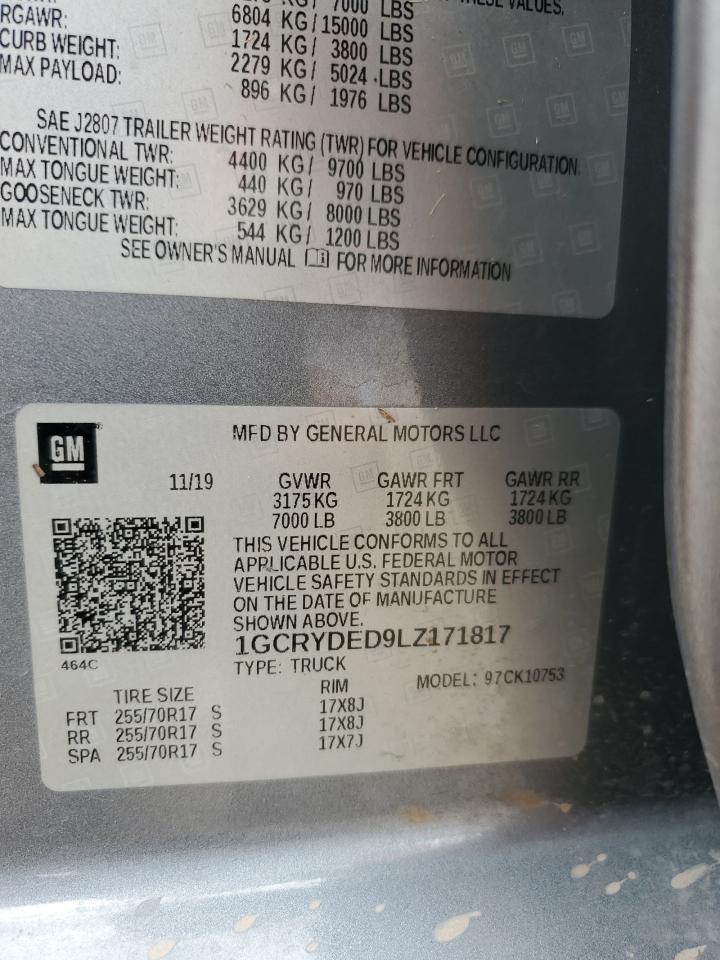 KG/ 7000 LBS THESE VALUES.
RGAWR: 6804 KG/ 15000 LBS
CURB WEIGHT: 1724 KG/ 3800 LBS
MAX PAYLOAD: 2279 KG/ 5024 LBS
896 KG/ 1976 LBS
SAE J2807 TRAILER WEIGHT RATING (TWR) FOR VEHICLE CONFIGURATION.
CONVENTIONAL TWR: 4400 KG/ 9700 LBS
MAX TONGUE WEIGHT: 440 KG/ 970 LBS
GOOSENECK TWR: 3629 KG/ 8000 LBS
MAX TONGUE WEIGHT: 544 KG/ 1200 LBS
SEE OWNER'S MANUAL FOR MORE INFORMATION
GM
MFD BY GENERAL MOTORS LLC
11/19 GVWR GAWR FRT GAWR RR
3175 KG 1724 KG 1724 KG
7000 LB 3800 LB 3800 LB
THIS VEHICLE CONFORMS TO ALL
APPLICABLE U.S. FEDERAL MOTOR
VEHICLE SAFETY STANDARDS IN EFFECT
ON THE DATE OF MANUFACTURE
SHOWN ABOVE.
1GCRYDED9LZ171817
464C
TYPE: TRUCK MODEL: 97CK10753
TIRE SIZE RIM
FRT 255/70R17 S 17X8J
RR 255/70R17 S 17X8J
SPA 255/70R17 S 17X7J